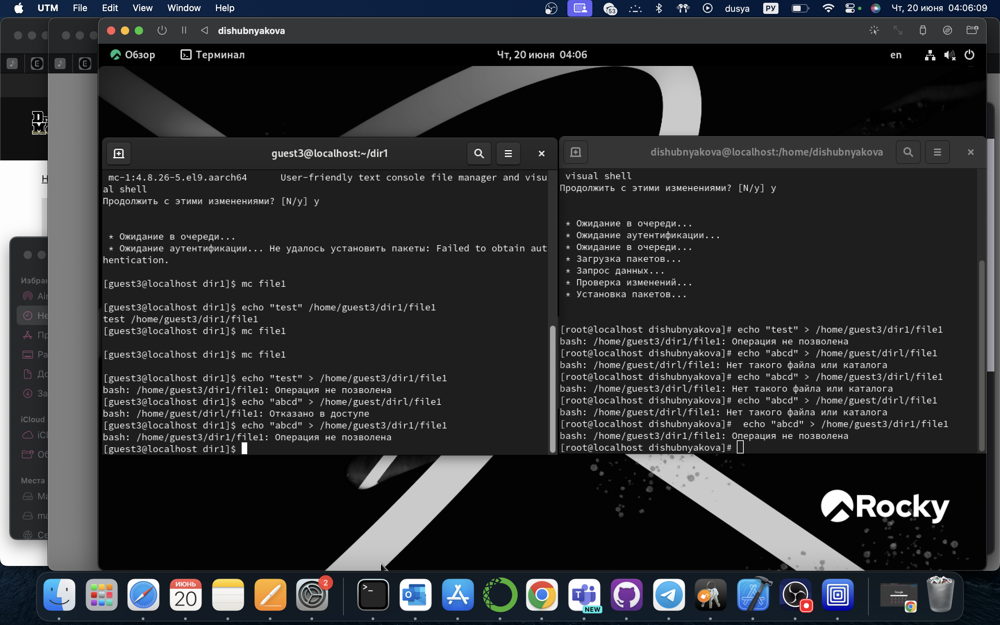 UTM File Edit View Window Help
53
dusya
РУ
Чт, 20 июня 04:06:09
dishubnyakova
Обзор
Терминал
Чт, 20 июня 04:06
en
guest3@localhost:~/dir1
mc-1:4.8.26-5.el9.aarch64 User-friendly text console file manager and visu
al shell
Продолжить с этими изменениями? [N/y] y
* Ожидание в очереди...
* Ожидание аутентификации... Не удалось установить пакеты: Failed to obtain aut
hentication.
[guest3@localhost dir1]$ mc file1
[guest3@localhost dir1]$ echo "test" /home/guest3/dir1/file1
test /home/guest3/dir1/file1
[guest3@localhost dir1]$ mc file1
[guest3@localhost dir1]$ mc file1
[guest3@localhost dir1]$ echo "test" > /home/guest3/dir1/file1
bash: /home/guest3/dir1/file1: Операция не позволена
[guest3@localhost dir1]$ echo "abcd" > /home/guest/dirl/file1
bash: /home/guest/dirl/file1: Отказано в доступе
[guest3@localhost dir1]$ echo "abcd" > /home/guest3/dir1/file1
bash: /home/guest3/dir1/file1: Операция не позволена
[guest3@localhost dir1]$
dishubnyakova@localhost:/home/dishubnyakova
visual shell
Продолжить с этими изменениями? [N/y] y
* Ожидание в очереди...
* Ожидание аутентификации...
* Ожидание в очереди...
* Загрузка пакетов...
* Запрос данных...
* Проверка изменений...
* Установка пакетов...
[root@localhost dishubnyakova]# echo "test" > /home/guest3/dir1/file1
bash: /home/guest3/dir1/file1: Операция не позволена
[root@localhost dishubnyakova]# echo "abcd" > /home/guest/dirl/file1
bash: /home/guest/dirl/file1: Нет такого файла или каталога
[root@localhost dishubnyakova]# echo "abcd" > /home/guest3/dirl/file1
bash: /home/guest3/dirl/file1: Нет такого файла или каталога
[root@localhost dishubnyakova]# echo "abcd" > /home/guest/dirl/file1
bash: /home/guest/dirl/file1: Нет такого файла или каталога
[root@localhost dishubnyakova]#  echo "abcd" > /home/guest3/dir1/file1
bash: /home/guest3/dir1/file1: Операция не позволена
[root@localhost dishubnyakova]#
iCloud
Места
Rocky
ИЮНЬ
20
2
NEW
Google